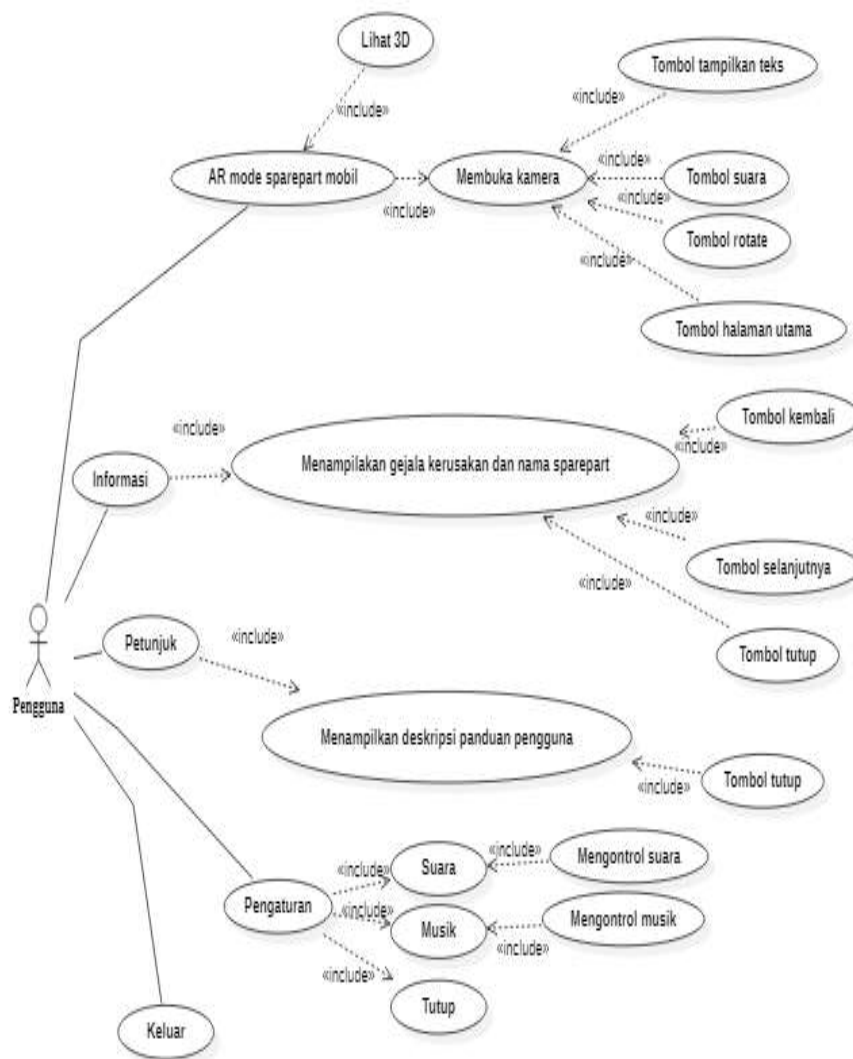 Lihat 3D
Tombol tampilkan teks
«include»
«include»
AR mode sparepart mobil
Membuka kamera
«include»
Tombol suara
«include»
«include»
Tombol rotate
«include»
Tombol halaman utama
Tombol kembali
«include»
«include»
Informasi
Menampilakan gejala kerusakan dan nama sparepart
«include»
Tombol selanjutnya
«include»
Pengguna
Petunjuk
«include»
Tombol tutup
Menampilkan deskripsi panduan pengguna
«include»
Tombol tutup
Pengaturan
«include»
Suara
«include»
Mengontrol suara
«include»
Musik
«include»
Mengontrol musik
«include»
Tutup
Keluar